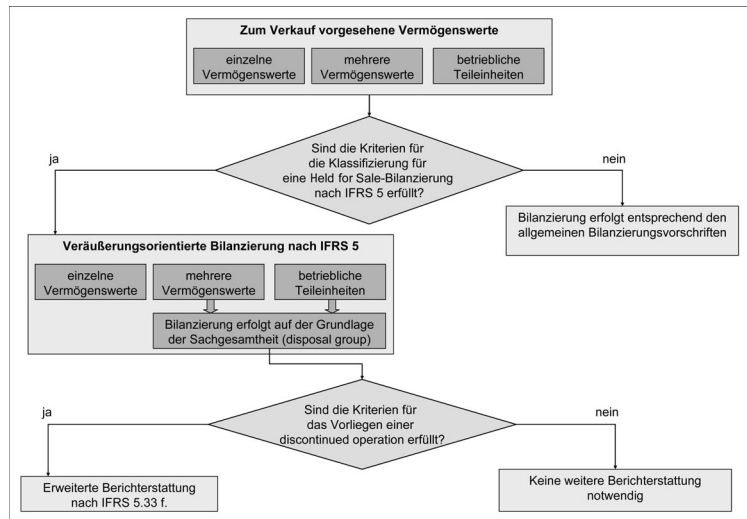 Zum Verkauf vorgesehene Vermögenswerte
einzelne
Vermögenswerte
mehrere
Vermögenswerte
betriebliche
Teileinheiten
Sind die Kriterien für
die Klassifizierung für
eine Held for Sale-Bilanzierung
nach IFRS 5 erfüllt?
ja
nein
Bilanzierung erfolgt entsprechend den
allgemeinen Bilanzierungsvorschriften
Veräußerungsorientierte Bilanzierung nach IFRS 5
einzelne
Vermögenswerte
mehrere
Vermögenswerte
betriebliche
Teileinheiten
Bilanzierung erfolgt auf der Grundlage
der Sachgesamtheit (disposal group)
Sind die Kriterien für
das Vorliegen einer
discontinued operation erfüllt?
ja
nein
Erweiterte Berichterstattung
nach IFRS 5.33 f.
Keine weitere Berichterstattung
notwendig